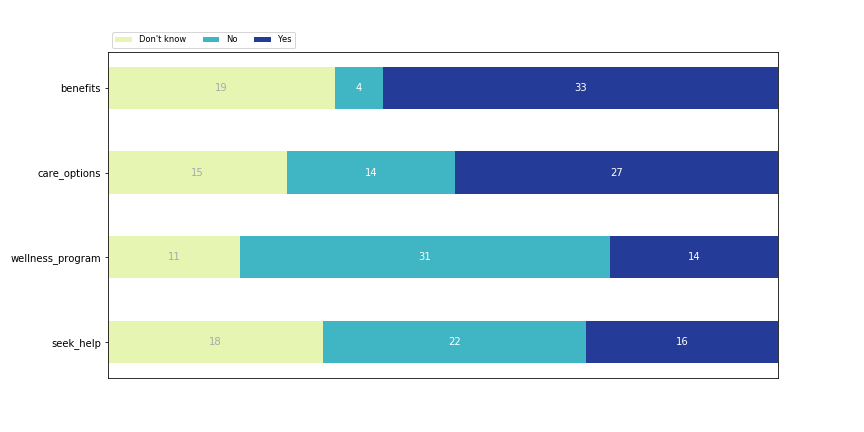 Don't know No Yes
benefits 19 4 33
care_options 15 14 27
wellness_program 11 31 14
seek_help 18 22 16